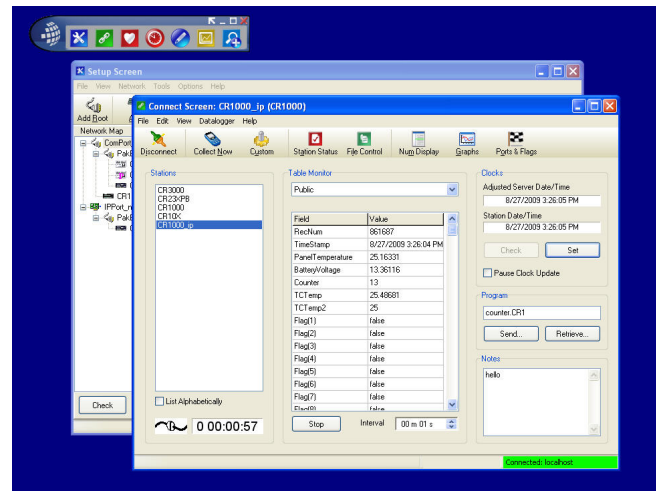 Setup Screen
File View Network Tools Options Help
Add Root
Network Map
ComPort
PakB
CR1
IPPort_
PakB
Check
Connect Screen: CR1000_ip (CR1000)
File Edit View Datalogger Help
Disconnect Collect Now Custom Station Status File Control Num Display Graphs Ports & Flags
Stations
CR3000
CR23XPB
CR1000
CR10X
CR1000_ip
List Alphabetically
0 00:00:57
Table Monitor
Public
Field Value
RecNum 861687
TimeStamp 8/27/2009 3:26:04 PM
PanelTemperature 25.16331
BatteryVoltage 13.36116
Counter 13
TCTemp 25.48681
TCTemp2 25
Flag(1) false
Flag(2) false
Flag(3) false
Flag(4) false
Flag(5) false
Flag(6) false
Flag(7) false
Flag(8) false
Stop Interval 00 m 01 s
Clocks
Adjusted Server Date/Time
8/27/2009 3:26:05 PM
Station Date/Time
8/27/2009 3:26:05 PM
Check Set
Pause Clock Update
Program
counter.CR1
Send... Retrieve...
Notes
hello
Connected: localhost